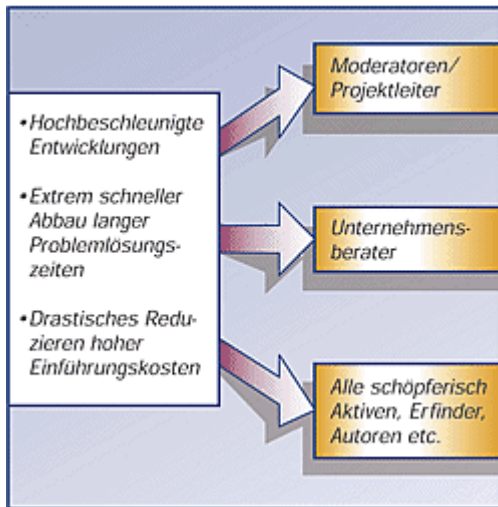 •Hochbeschleunigte
Entwicklungen
•Extrem schneller
Abbau langer
Problemlösungs-
zeiten
•Drastisches Redu-
zieren hoher
Einführungskosten
Moderatoren/
Projektleiter
Unternehmens-
berater
Alle schöpferisch
Aktiven, Erfinder,
Autoren etc.